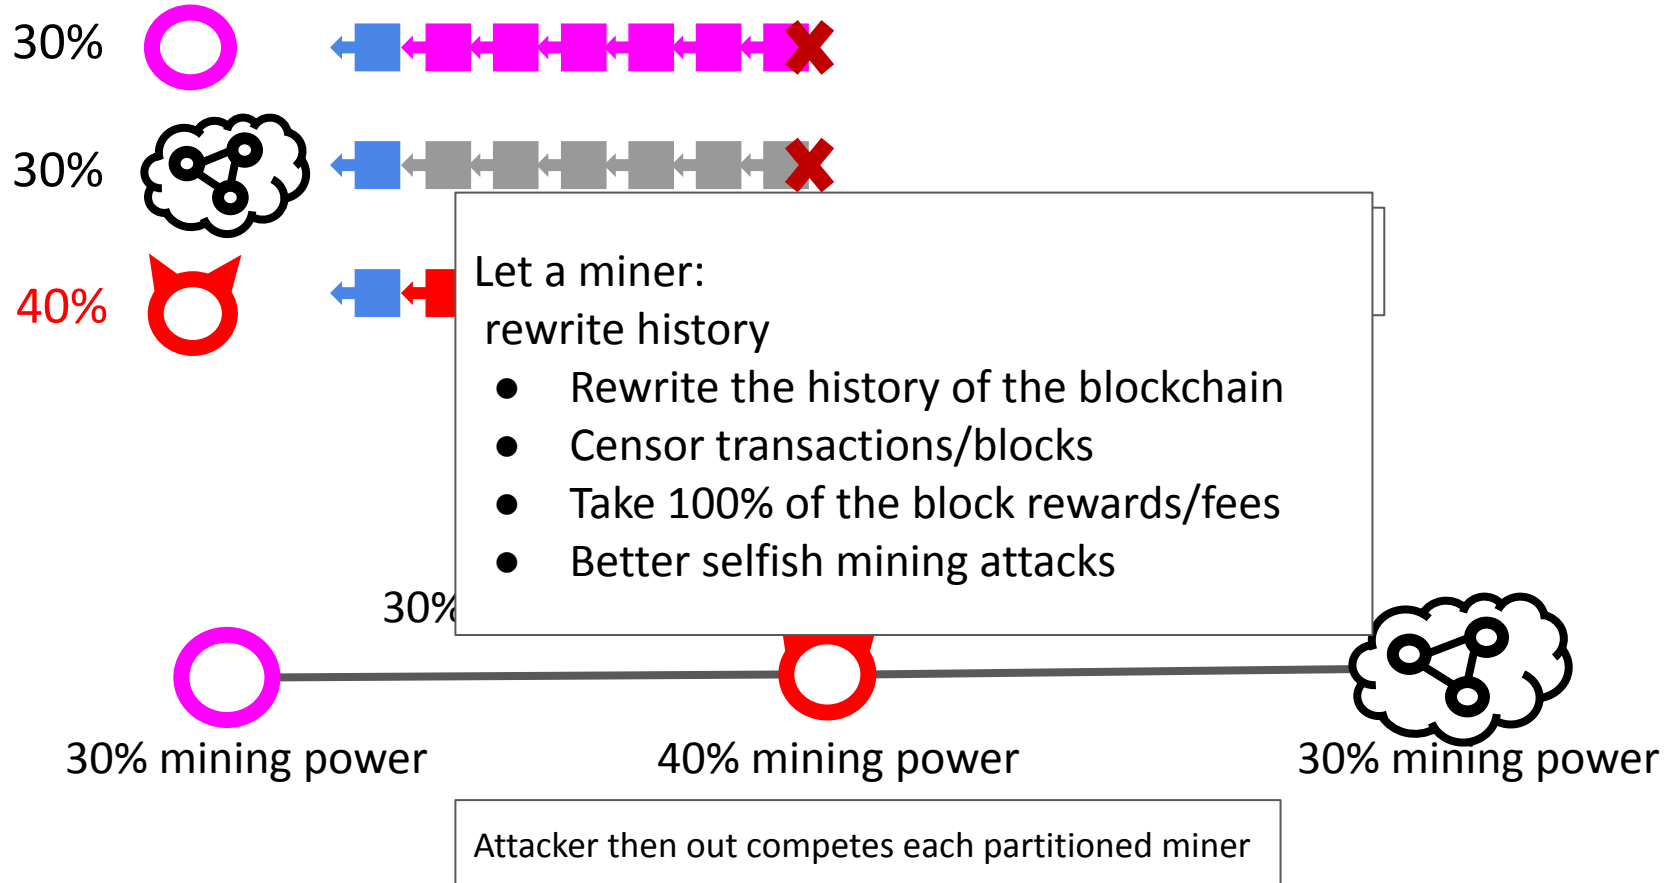 30%
30%
40%
Let a miner:
rewrite history
● Rewrite the history of the blockchain
● Censor transactions/blocks
● Take 100% of the block rewards/fees
● Better selfish mining attacks
30%
30% mining power
40% mining power
30% mining power
Attacker then out competes each partitioned miner